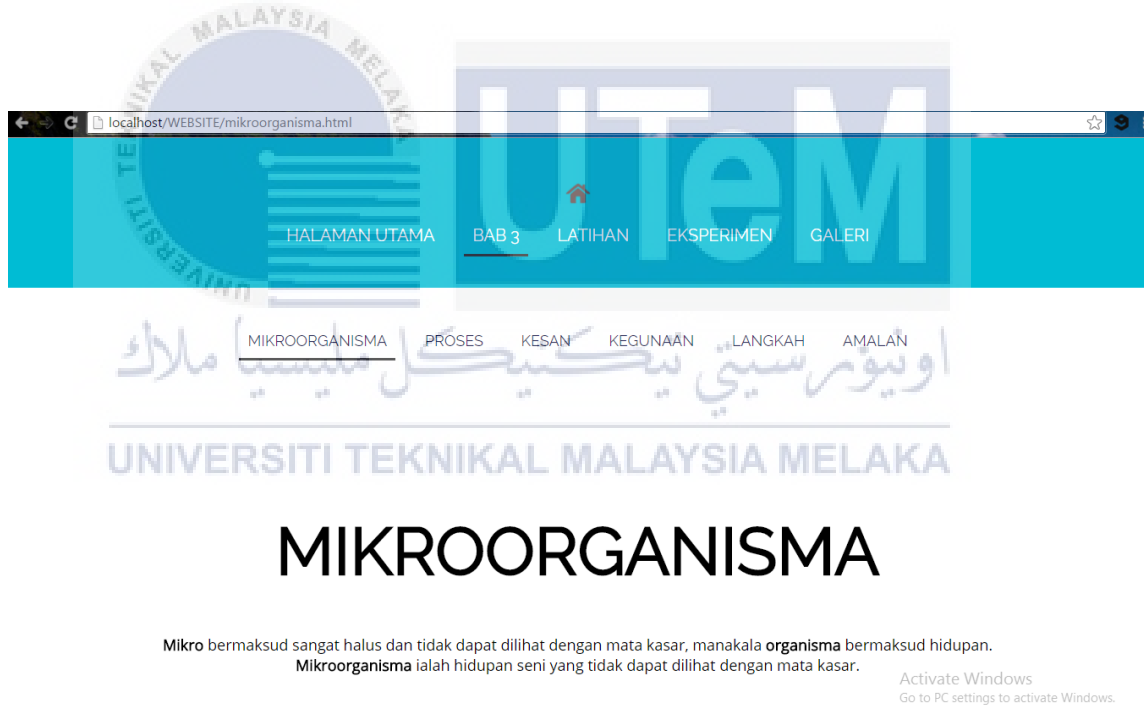 UNIVERSITI TEKNIKAL MALAYSIA MELAKA
UTeM
localhost/WEBSITE/mikroorganisma.html
HALAMAN UTAMA BAB 3 LATIHAN EKSPERIMEN GALERI
MIKROORGANISMA PROSES KESAN KEGUNAAN LANGKAH AMALAN
اونيۏرسيتي تيكنيكل مليسيا ملاك
UNIVERSITI TEKNIKAL MALAYSIA MELAKA
MIKROORGANISMA
Mikro bermaksud sangat halus dan tidak dapat dilihat dengan mata kasar, manakala organisma bermaksud hidupan.
Mikroorganisma ialah hidupan seni yang tidak dapat dilihat dengan mata kasar.
Activate Windows
Go to PC settings to activate Windows.